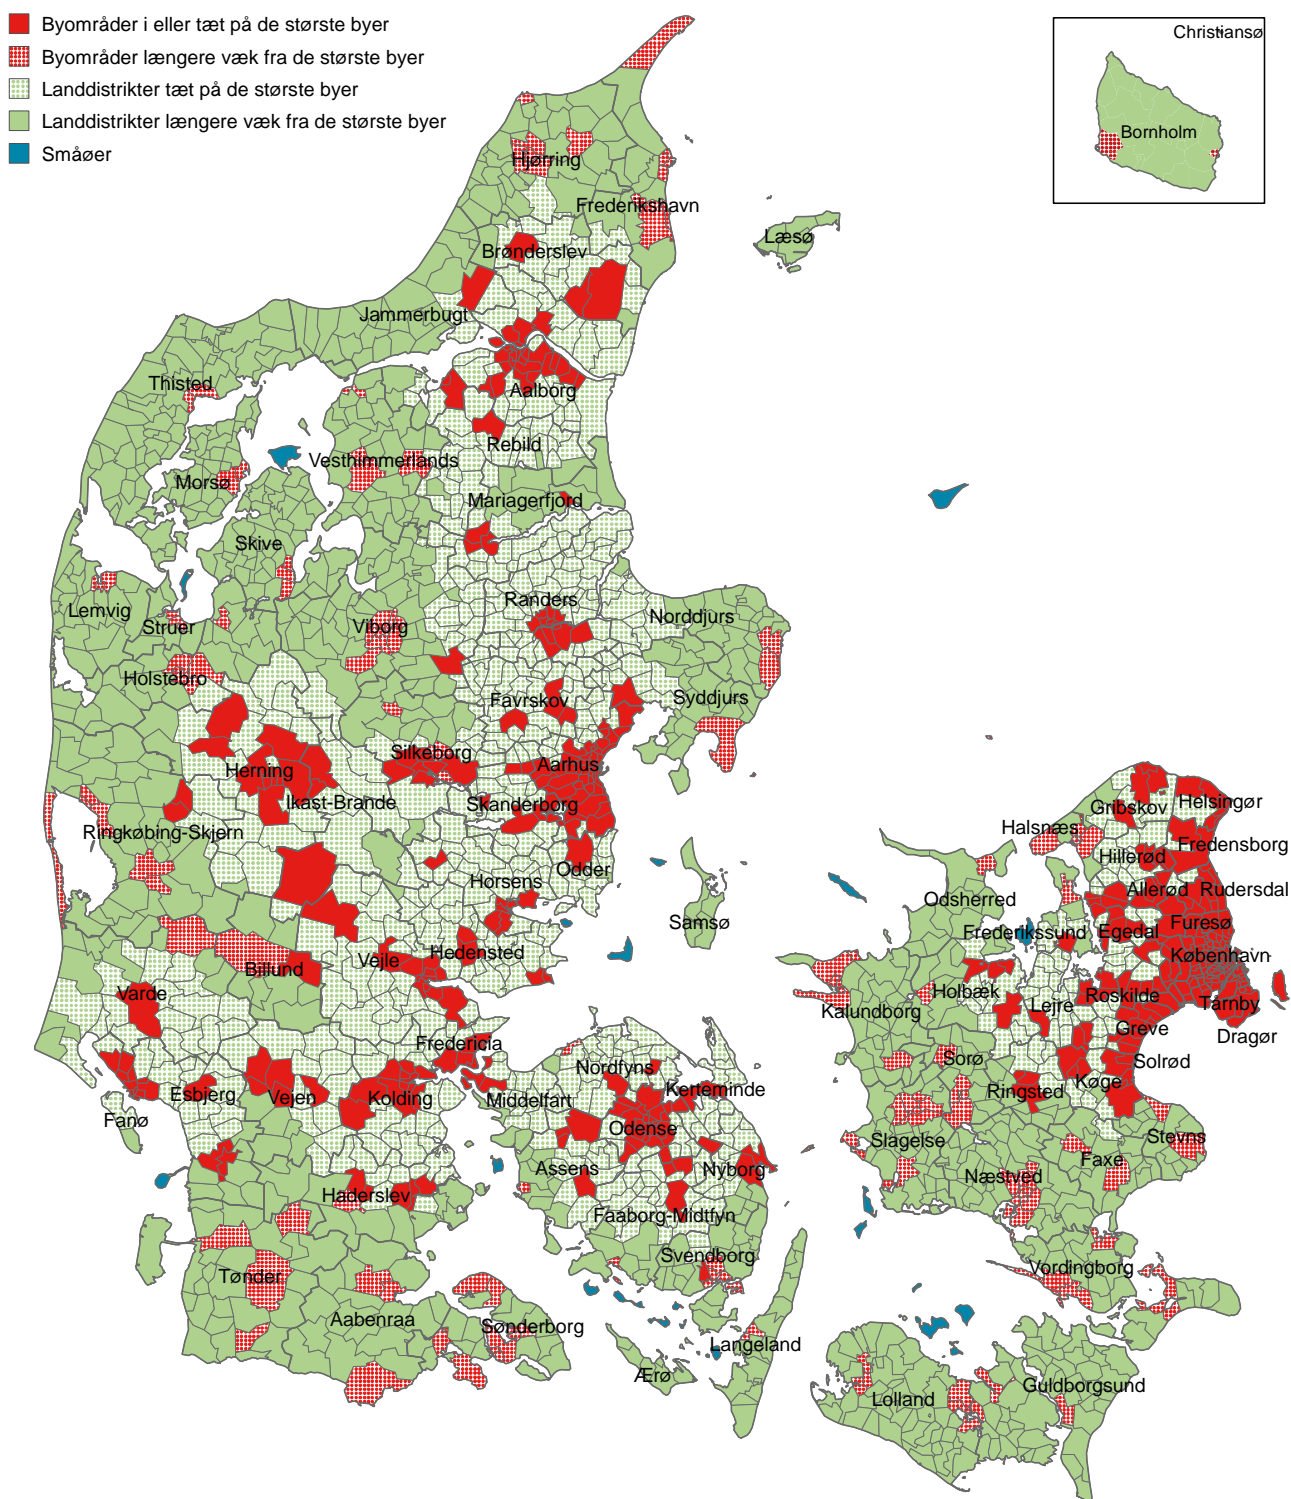 Byområder i eller tæt på de største byer
Byområder længere væk fra de største byer
Landdistrikter tæt på de største byer
Landdistrikter længere væk fra de største byer
Småøer
Christiansø
Bornholm
Hjørring
Frederikshavn
Læsø
Brønderslev
Jammerbugt
Thisted
Aalborg
Rebild
Vesthimmerlands
Morsø
Mariagerfjord
Skive
Lemvig
Struer
Viborg
Randers
Norddjurs
Holstebro
Favrskov
Syddjurs
Silkeborg
Herning
Aarhus
Ikast-Brande
Skanderborg
Ringkøbing-Skjern
Odder
Horsens
Samsø
Hedensted
Vejle
Billund
Varde
Fredericia
Esbjerg
Vejen
Kolding
Fanø
Middelfart
Nordfyns
Kerteminde
Odense
Assens
Nyborg
Haderslev
Faaborg-Midtfyn
Svendborg
Tønder
Aabenraa
Sønderborg
Langeland
Ærø
Gribskov
Helsingør
Halsnæs
Fredensborg
Hillerød
Odsherred
Allerød
Rudersdal
Frederikssund
Egedal
Furesø
København
Holbæk
Lejre
Roskilde
Tårnby
Kalundborg
Greve
Dragør
Sorø
Solrød
Ringsted
Køge
Slagelse
Stevns
Faxe
Næstved
Vordingborg
Lolland
Guldborgsund